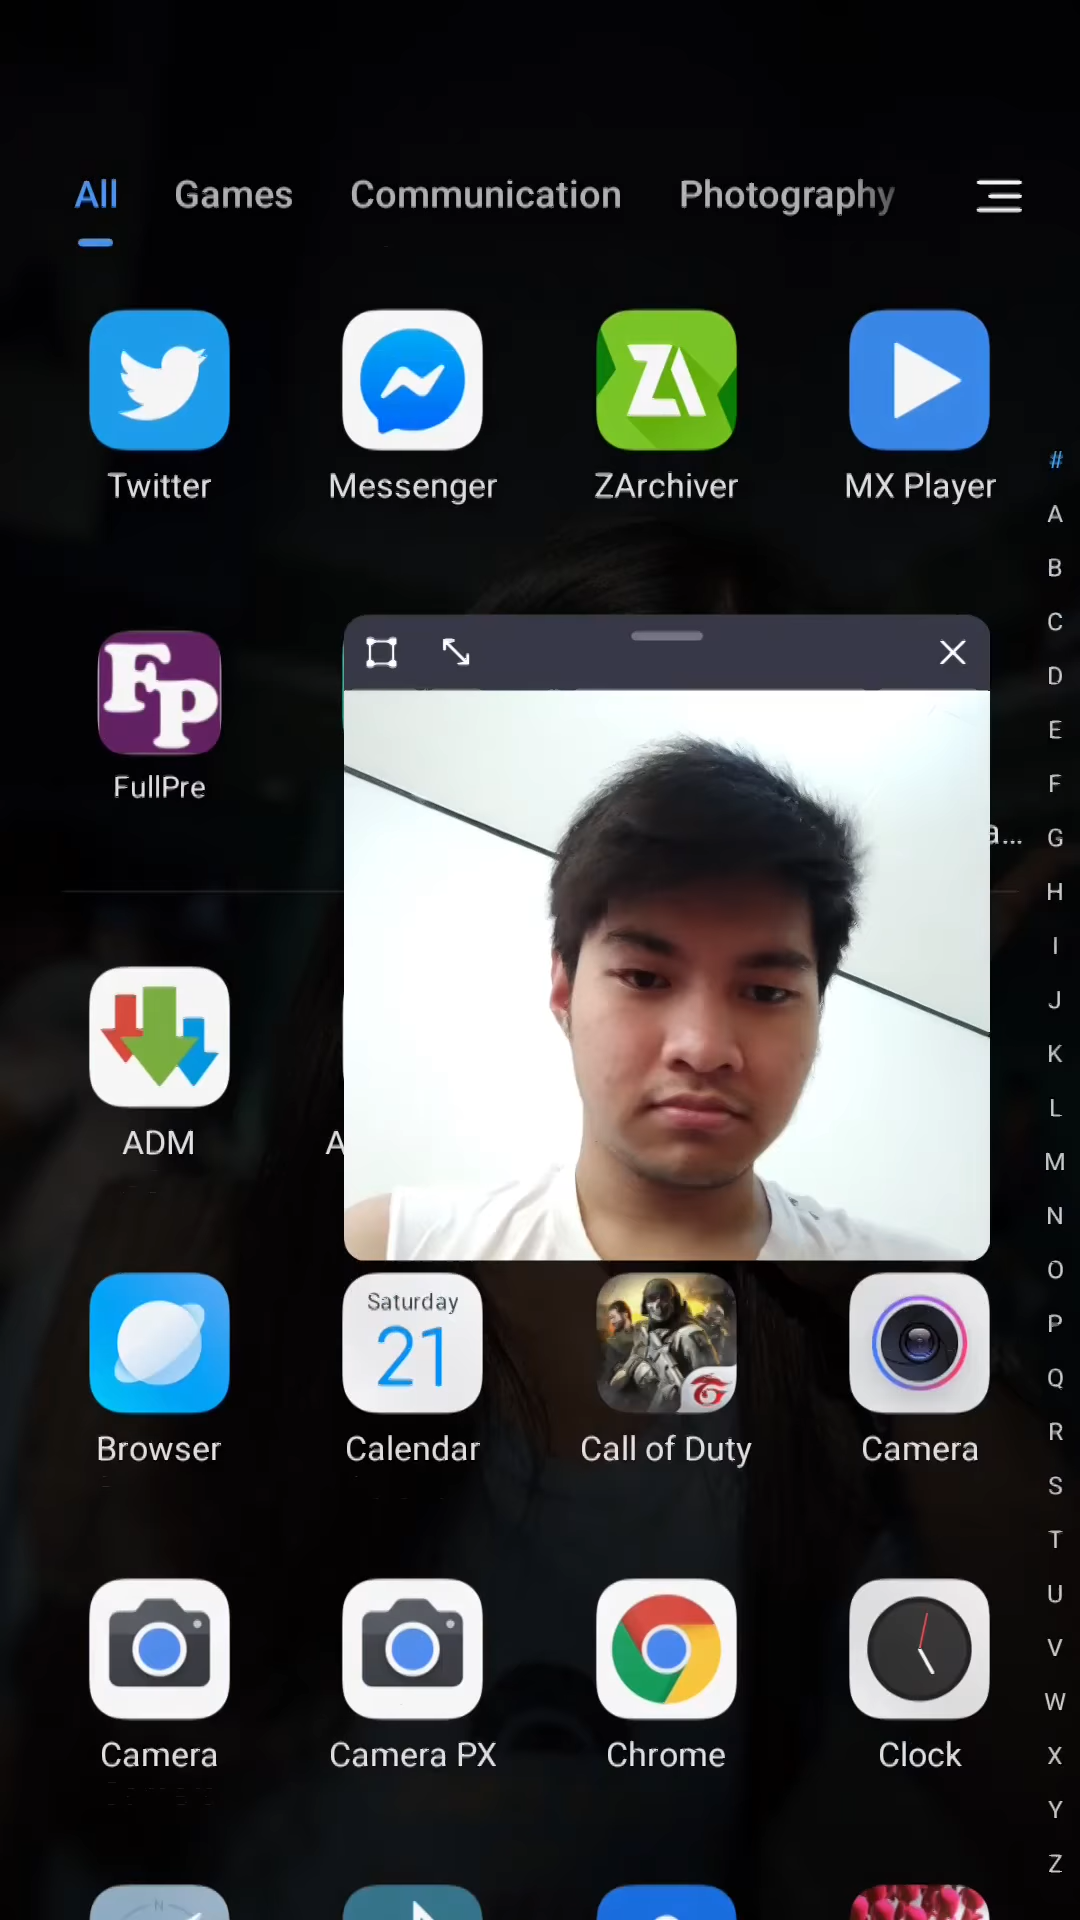 All Games Communication Photography
Twitter Messenger ZArchiver MX Player
#
A
B
C
D
E
F
G
H
I
J
K
L
M
N
O
P
Q
R
S
T
U
V
W
X
Y
Z
FP
FullPre
a...
ADM A
Saturday
21
Browser Calendar Call of Duty Camera
Camera Camera PX Chrome Clock
N